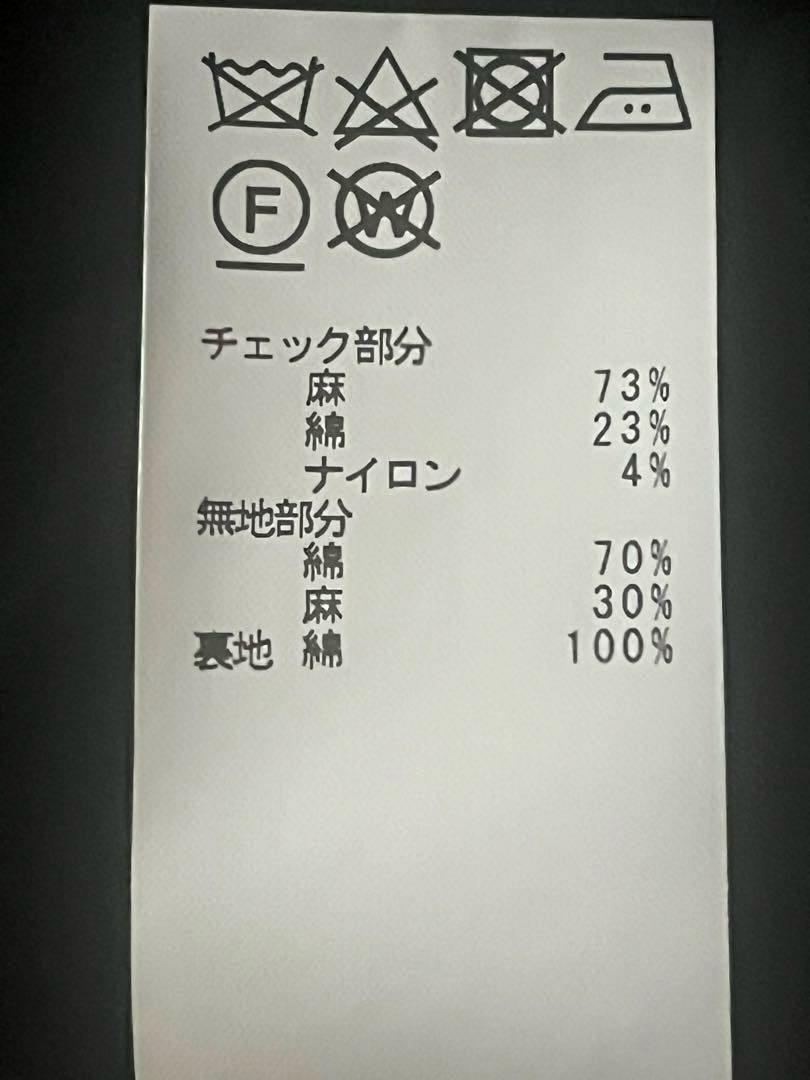 F W
チェック部分
麻 73%
綿 23%
ナイロン 4%
無地部分
綿 70%
麻 30%
裏地 綿 100%